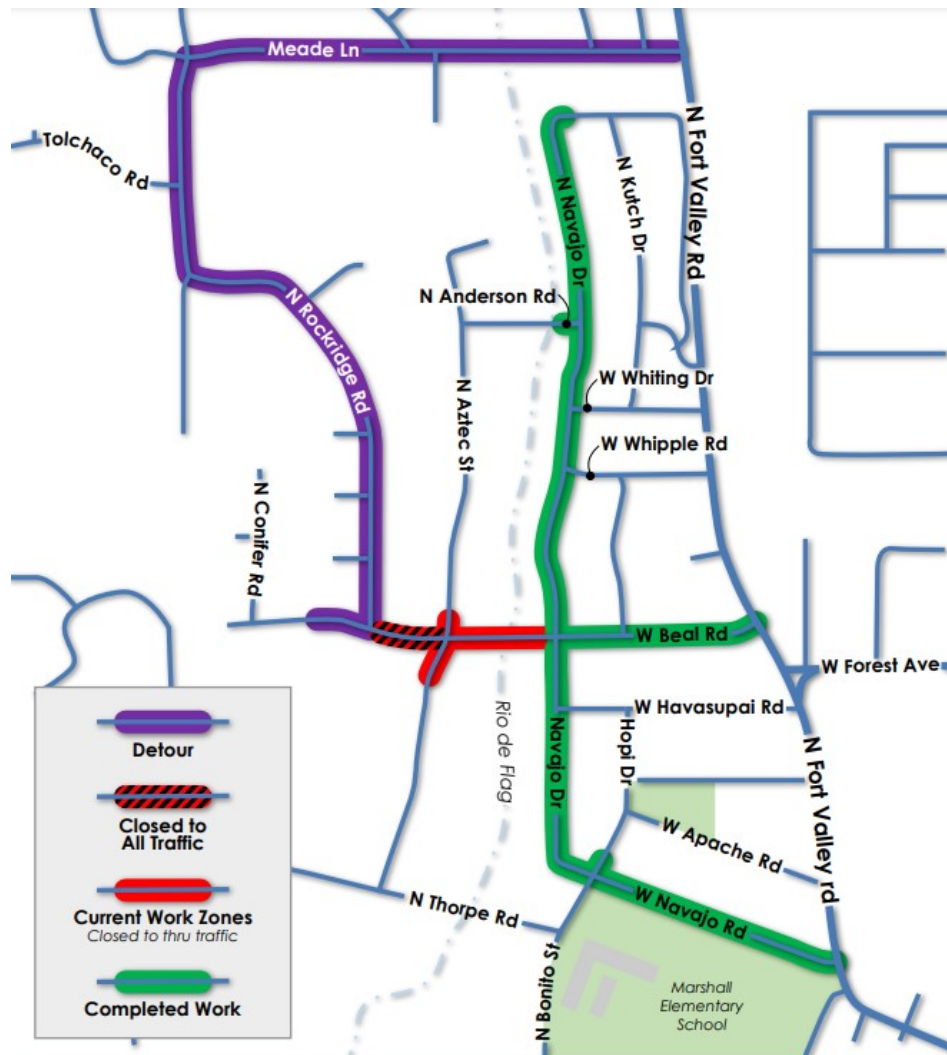 Meade Ln
Tolchaco Rd
N Fort Valley Rd
N Kutch Dr
N Navajo Dr
N Anderson Rd
N Rockridge Rd
W Whiting Dr
N Aztec St
W Whipple Rd
N Conifer Rd
W Beal Rd
W Forest Ave
W Havasupai Rd
Rio de Flag
Navajo Dr
Hopi Dr
N Fort Valley rd
W Apache Rd
N Thorpe Rd
W Navajo Rd
N Bonito St
Marshall
Elementary
School
Detour
Closed to
All Traffic
Current Work Zones
Closed to thru traffic
Completed Work